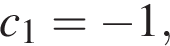 c₁ = −1,